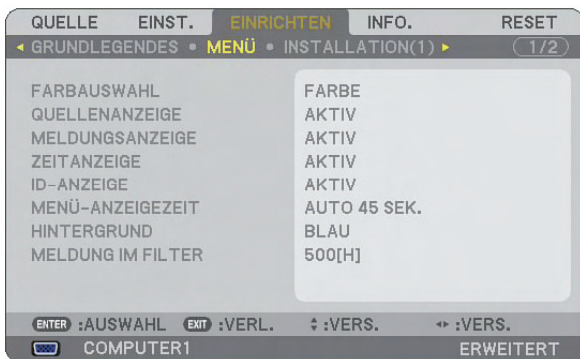 QUELLE EINST. EINRICHTEN INFO. RESET
GRUNDLEGENDES • MENÜ • INSTALLATION(1) 1/2
FARBAUSWAHL FARBE
QUELLENANZEIGE AKTIV
MELDUNGSANZEIGE AKTIV
ZEITANZEIGE AKTIV
ID-ANZEIGE AKTIV
MENÜ-ANZEIGEZEIT AUTO 45 SEK.
HINTERGRUND BLAU
MELDUNG IM FILTER 500[H]
ENTER :AUSWAHL EXIT :VERL. :VERS. :VERS.
COMPUTER1 ERWEITERT